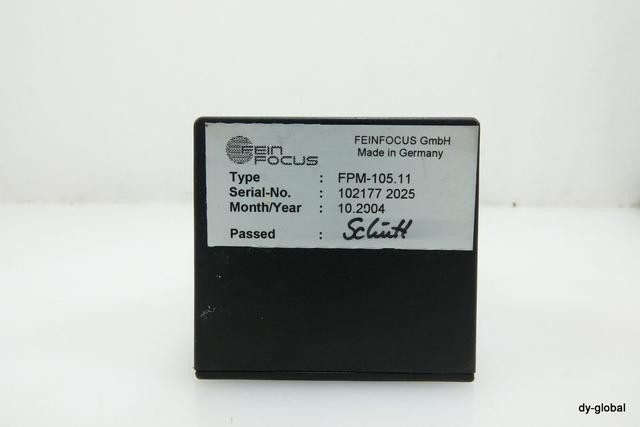 FEIN
FOCUS
FEINFOCUS GmbH
Made in Germany
Type : FPM-105.11
Serial-No. : 102177 2025
Month/Year : 10.2004
Passed :
dy-global